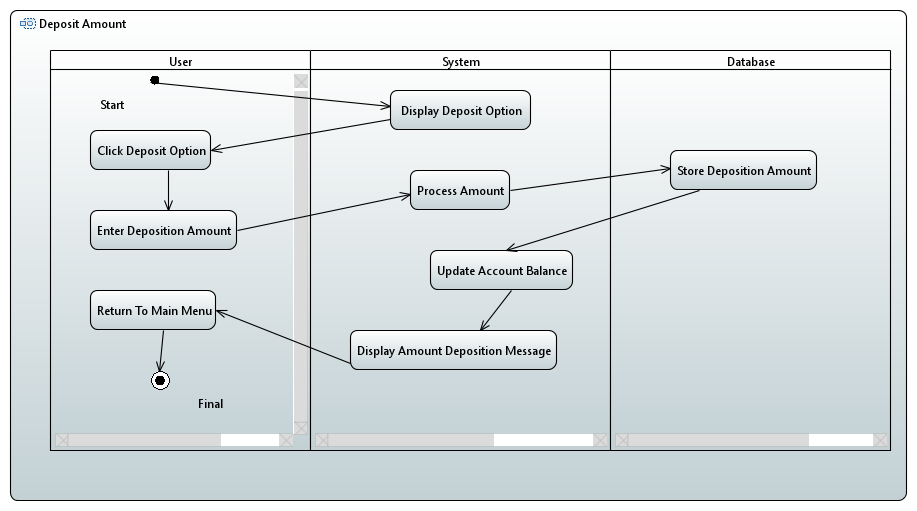 Deposit Amount
User
System
Database
Start
Display Deposit Option
Click Deposit Option
Store Deposition Amount
Process Amount
Enter Deposition Amount
Update Account Balance
Return To Main Menu
Display Amount Deposition Message
Final